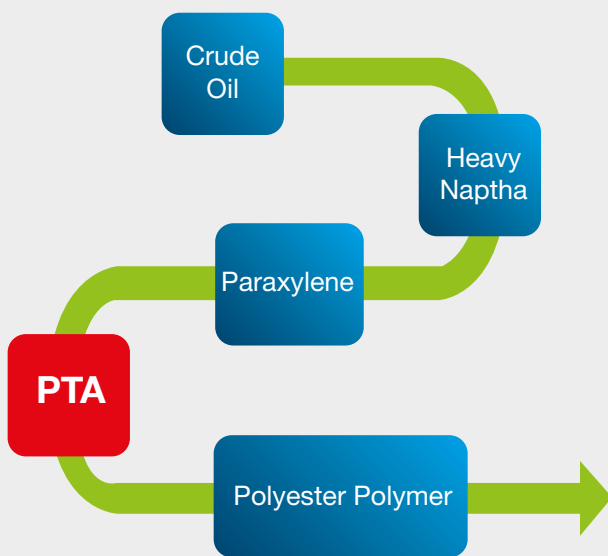 Crude
Oil
Heavy
Naptha
Paraxylene
PTA
Polyester Polymer